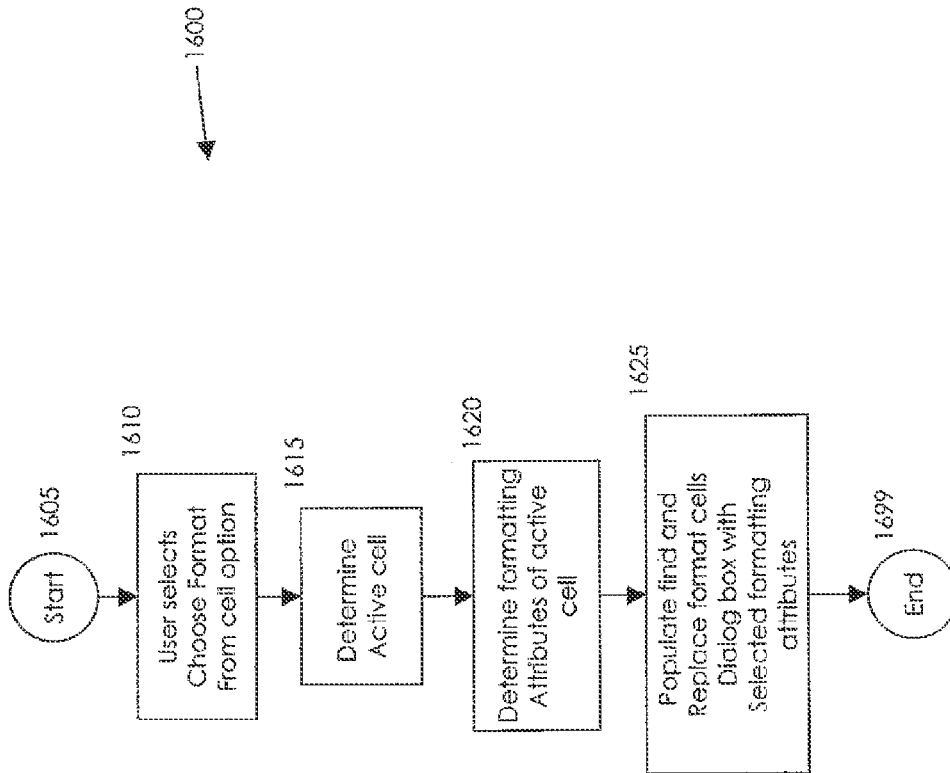 1600
Start
1605
User selects
Choose Format
From cell option
1610
Determine
Active cell
1615
Determine formatting
Attributes of active
cell
1620
Populate find and
Replace format cells
Dialog box with
Selected formatting
attributes
1625
End
1699